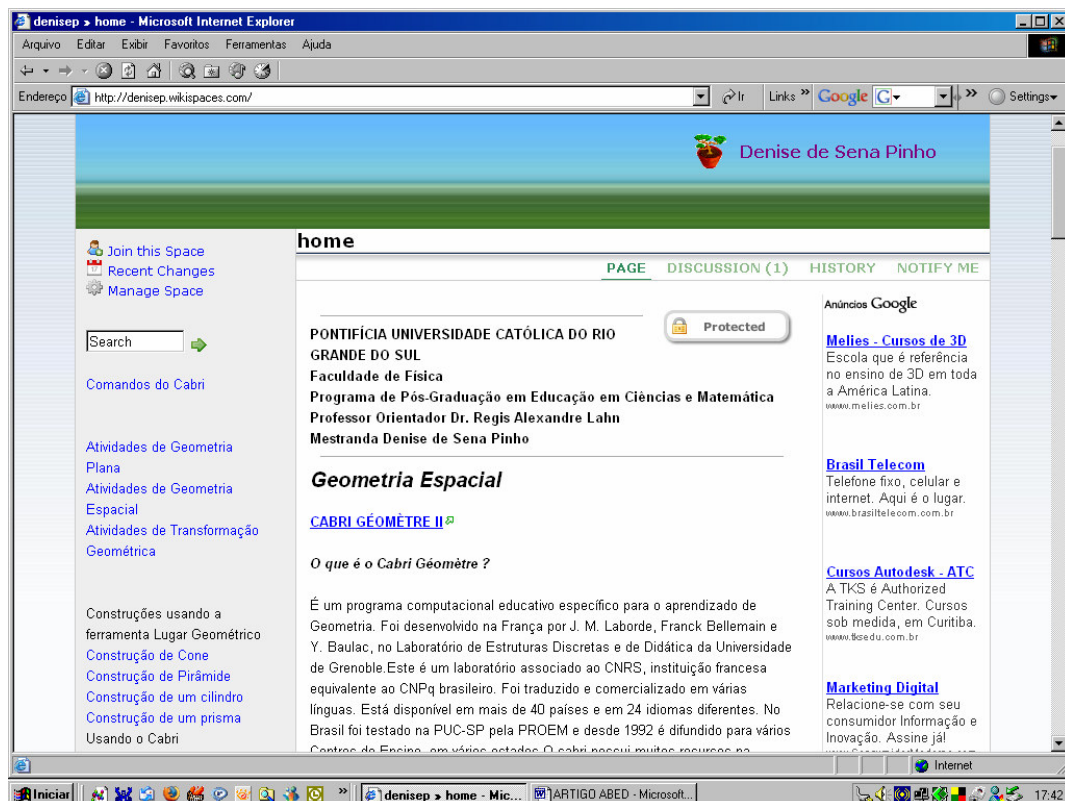 denisep » home - Microsoft Internet Explorer
Arquivo Editar Exibir Favoritos Ferramentas Ajuda
Endereço http://denisep.wikispaces.com/ Ir Links » Google G » Settings
Denise de Sena Pinho
Join this Space
Recent Changes
Manage Space
Search
Comandos do Cabri
Atividades de Geometria
Plana
Atividades de Geometria
Espacial
Atividades de Transformação
Geométrica
Construções usando a
ferramenta Lugar Geométrico
Construção de Cone
Construção de Pirâmide
Construção de um cilindro
Construção de um prisma
Usando o Cabri
home
PAGE DISCUSSION (1) HISTORY NOTIFY ME
Protected
PONTIFÍCIA UNIVERSIDADE CATÓLICA DO RIO
GRANDE DO SUL
Faculdade de Física
Programa de Pós-Graduação em Educação em Ciências e Matemática
Professor Orientador Dr. Regis Alexandre Lahn
Mestranda Denise de Sena Pinho
Geometria Espacial
CABRI GÉOMÈTRE II
O que é o Cabri Géomètre ?
É um programa computacional educativo específico para o aprendizado de
Geometria. Foi desenvolvido na França por J. M. Laborde, Franck Bellemain e
Y. Baulac, no Laboratório de Estruturas Discretas e de Didática da Universidade
de Grenoble.Este é um laboratório associado ao CNRS, instituição francesa
equivalente ao CNPq brasileiro. Foi traduzido e comercializado em várias
línguas. Está disponível em mais de 40 países e em 24 idiomas diferentes. No
Brasil foi testado na PUC-SP pela PROEM e desde 1992 é difundido para vários
Centros de Ensino, em vários estados.O cabri possui muitos recursos na
Anúncios Google
Melies - Cursos de 3D
Escola que é referência
no ensino de 3D em toda
a América Latina.
www.melies.com.br
Brasil Telecom
Telefone fixo, celular e
internet. Aqui é o lugar.
www.brasiltelecom.com.br
Cursos Autodesk - ATC
A TKS é Authorized
Training Center. Cursos
sob medida, em Curitiba.
www.tksedu.com.br
Marketing Digital
Relacione-se com seu
consumidor Informação e
Inovação. Assine já!
Internet
Iniciar » denisep » home - Mic... ARTIGO ABED - Microsoft... 17:42